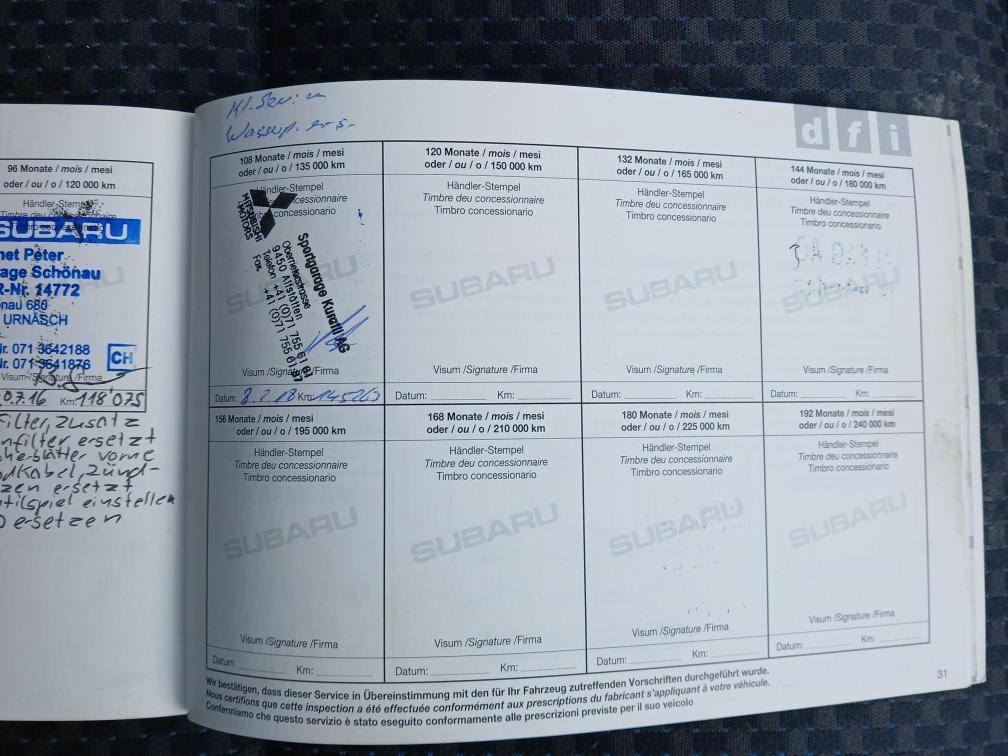 96 Monate / mois / mesi
oder / ou / o / 120 000 km
Händler-Stempel
Timbre deu concessionnaire
Timbro concessionario
SUBARU
Peter
Schönau
R-Nr. 14772
680
URNÄSCH
071 3642188
071 3641876
CH
Visum /Signature /Firma
7.16 Km: 118'075
Zusatz
ersetzt
vorne
ersetzt
einstellen
ersetzen
Kl. Servi
108 Monate / mois / mesi
oder / ou / o / 135 000 km
Händler-Stempel
concessionnaire
concessionario
MITSUBISHI
MOTORS
Sportgarage Kurath AG
Oberrieterstrasse
9450 Altstätten
Telefon +41 (0)71 755 61
Fax +41 (0)71 755 61 87
SUBARU
Visum /Signature /Firma
Datum: 8.2.18 Km: 145263
120 Monate / mois / mesi
oder / ou / o / 150 000 km
Händler-Stempel
Timbre deu concessionnaire
Timbro concessionario
SUBARU
Visum /Signature /Firma
Datum: Km:
132 Monate / mois / mesi
oder / ou / o / 165 000 km
Händler-Stempel
Timbre deu concessionnaire
Timbro concessionario
SUBARU
Visum /Signature /Firma
Datum: Km:
d f i
144 Monate / mois / mesi
oder / ou / o / 180 000 km
Händler-Stempel
Timbre deu concessionnaire
Timbro concessionario
SUBARU
Visum /Signature /Firma
Datum: Km:
156 Monate / mois / mesi
oder / ou / o / 195 000 km
Händler-Stempel
Timbre deu concessionnaire
Timbro concessionario
SUBARU
Visum /Signature /Firma
Datum: Km:
168 Monate / mois / mesi
oder / ou / o / 210 000 km
Händler-Stempel
Timbre deu concessionnaire
Timbro concessionario
SUBARU
Visum /Signature /Firma
Datum: Km:
180 Monate / mois / mesi
oder / ou / o / 225 000 km
Händler-Stempel
Timbre deu concessionnaire
Timbro concessionario
SUBARU
Visum /Signature /Firma
Datum: Km:
192 Monate / mois / mesi
oder / ou / o / 240 000 km
Händler-Stempel
Timbre deu concessionnaire
Timbro concessionario
SUBARU
Visum /Signature /Firma
Datum: Km:
Wir bestätigen, dass dieser Service in Übereinstimmung mit den für Ihr Fahrzeug zutreffenden Vorschriften durchgeführt wurde.
Nous certifions que cette inspection a été effectuée conformément aux prescriptions du fabricant s'appliquant à votre véhicule.
Confermiamo che questo servizio è stato eseguito conformamente alle prescrizioni previste per il suo veicolo
31